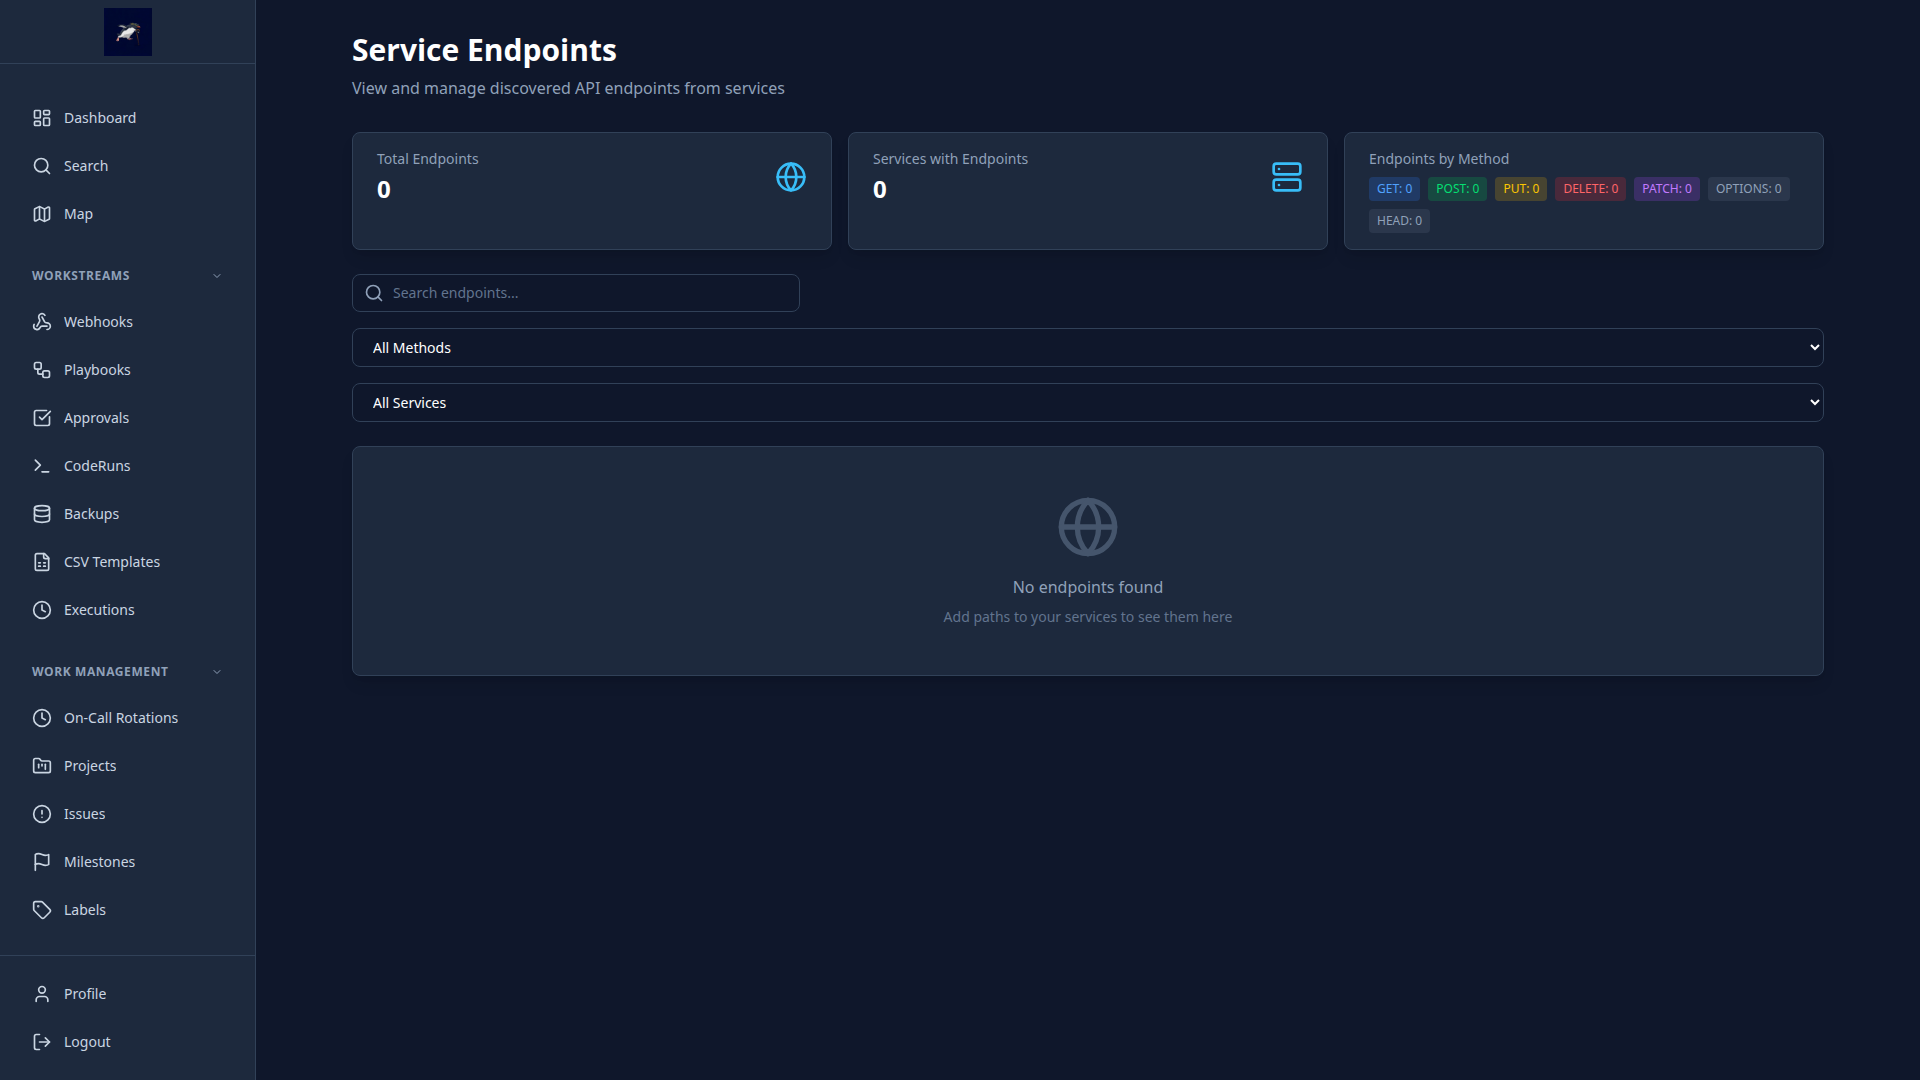 Dashboard
Search
Map
WORKSTREAMS
Webhooks
Playbooks
Approvals
CodeRuns
Backups
CSV Templates
Executions
WORK MANAGEMENT
On-Call Rotations
Projects
Issues
Milestones
Labels
Profile
Logout
Service Endpoints
View and manage discovered API endpoints from services
Total Endpoints
0
Services with Endpoints
0
Endpoints by Method
GET: 0 POST: 0 PUT: 0 DELETE: 0 PATCH: 0 OPTIONS: 0
HEAD: 0
Search endpoints...
All Methods
All Services
No endpoints found
Add paths to your services to see them here